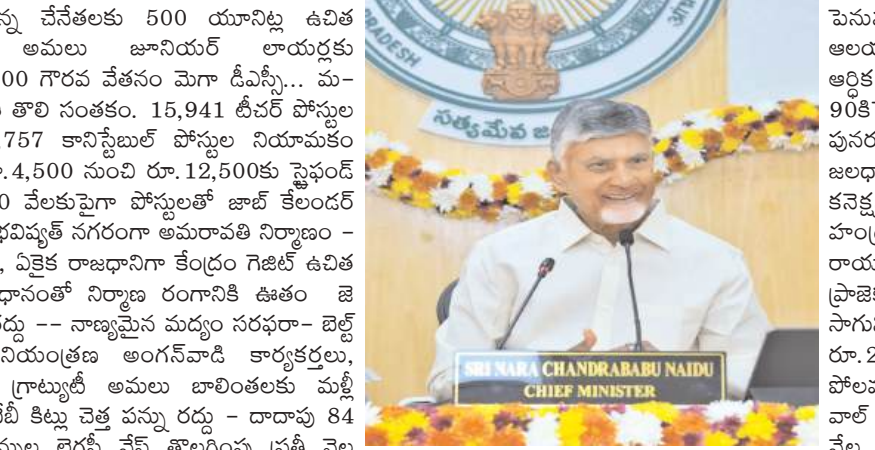 న్న చేనేతలకు 500 యూనిట్ల ఉచిత
అమలు జూనియర్ లాయర్లకు
00 గౌరవ వేతనం మెగా డీఎస్సీ... మ-
తొలి సంతకం. 15,941 టీచర్ పోస్టుల
,757 కానిస్టేబుల్ పోస్టుల నియామకం
.4,500 నుంచి రూ.12,500కు స్టైఫండ్
0 వేలకుపైగా పోస్టులతో జాబ్ కేలండర్
భవిష్యత్ నగరంగా అమరావతి నిర్మాణం -
, ఏకైక రాజధానిగా కేంద్రం గెజిట్ ఉచిత
ధానంతో నిర్మాణ రంగానికి ఊతం జె
రద్దు -- నాణ్యమైన మద్యం సరఫరా- బెల్ట్
నియంత్రణ అంగన్‌వాడి కార్యకర్తలు,
గ్రాట్యుటీ అమలు బాలింతలకు మళ్లీ
బేబీ కిట్లు చెత్త పన్ను రద్దు - దాదాపు 84
PRADESH
సత్యమేవ జ
SRI NARA CHANDRABABU NAIDU
CHIEF MINISTER
పెను
ఆలయ
ఆర్ధిక
90కి
పునర
జలధా
కనెక్ష
హంద్ర
రాయ
ప్రాజెక
సాగు
రూ.2
పోలవ
వాల్
వేల